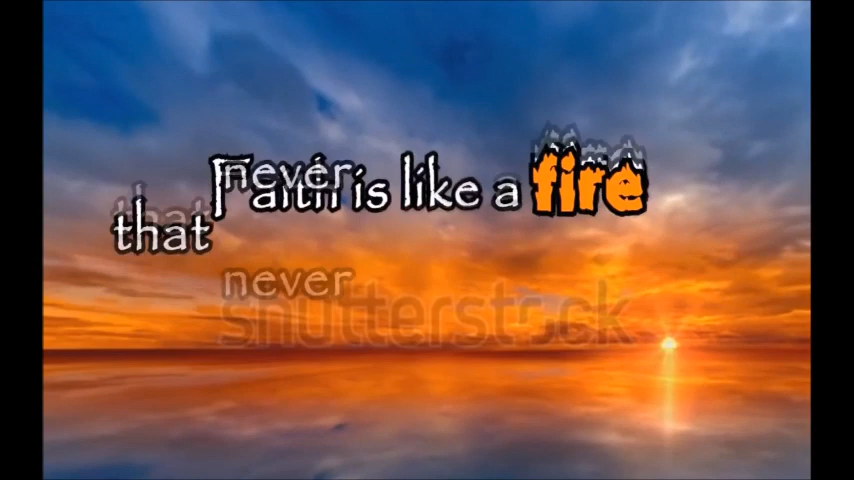 never
Faith is like a fire
that
that
never
shutterstock